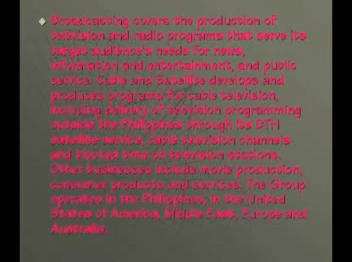 Broadcasting covers the production of
television and radio programs that serve its
target audience's needs for news,
information and entertainment, and public
service. Cable and Satellite develops and
produces programs for cable television,
including delivery of television programming
outside the Philippines through its DTH
satellite service, cable television channels
and blocked time on television stations.
Other businesses include movie production,
consumer products and services. The Group
operates in the Philippines, in the United
States of America, Middle East, Europe and
Australia.